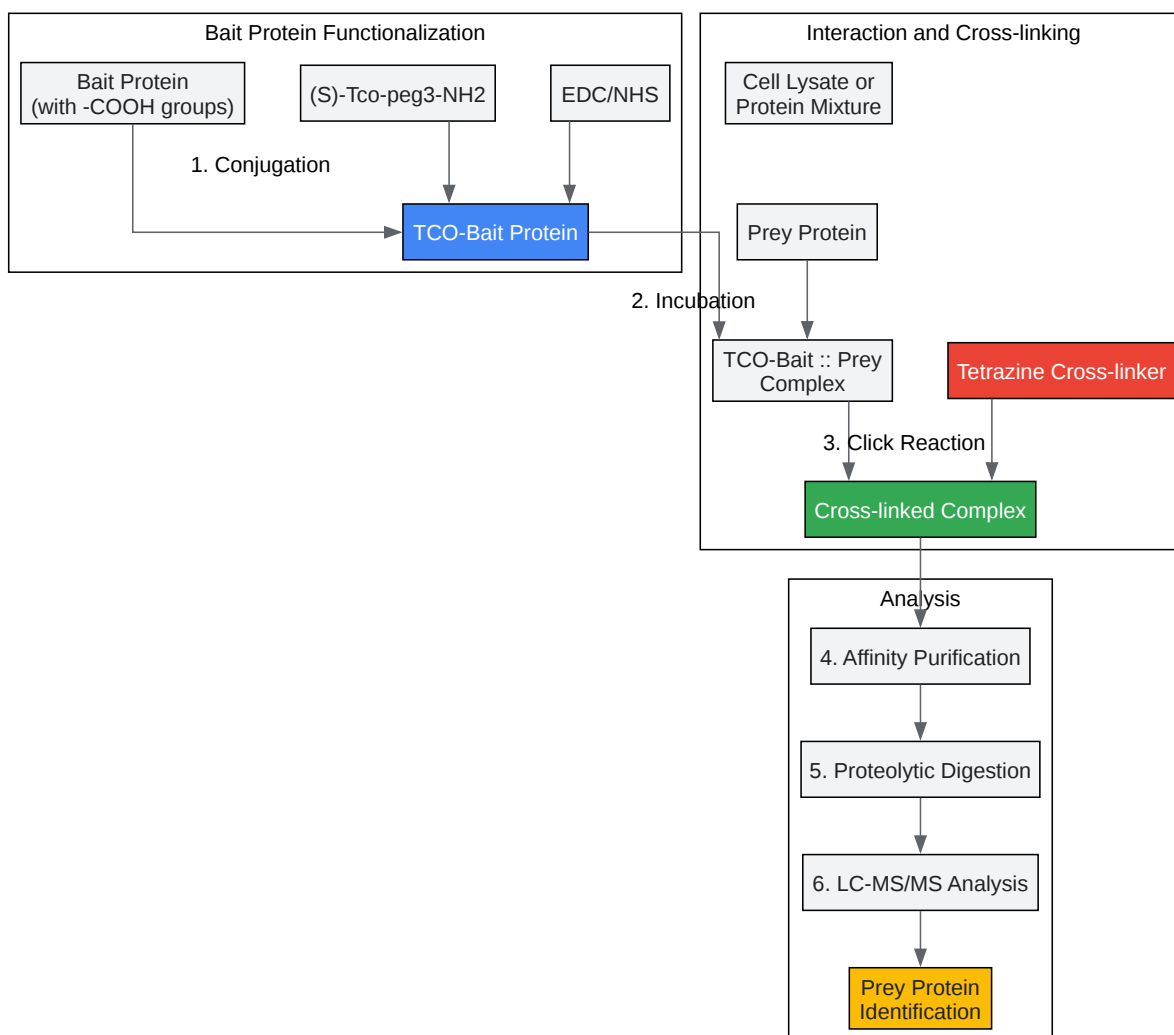 Bait Protein Functionalization
Interaction and Cross-linking
Bait Protein
(with -COOH groups)
(S)-Tco-peg3-NH2
EDC/NHS
Cell Lysate or
Protein Mixture
1. Conjugation
TCO-Bait Protein
Prey Protein
2. Incubation
TCO-Bait :: Prey
Complex
Tetrazine Cross-linker
3. Click Reaction
Cross-linked Complex
Analysis
4. Affinity Purification
5. Proteolytic Digestion
6. LC-MS/MS Analysis
Prey Protein
Identification